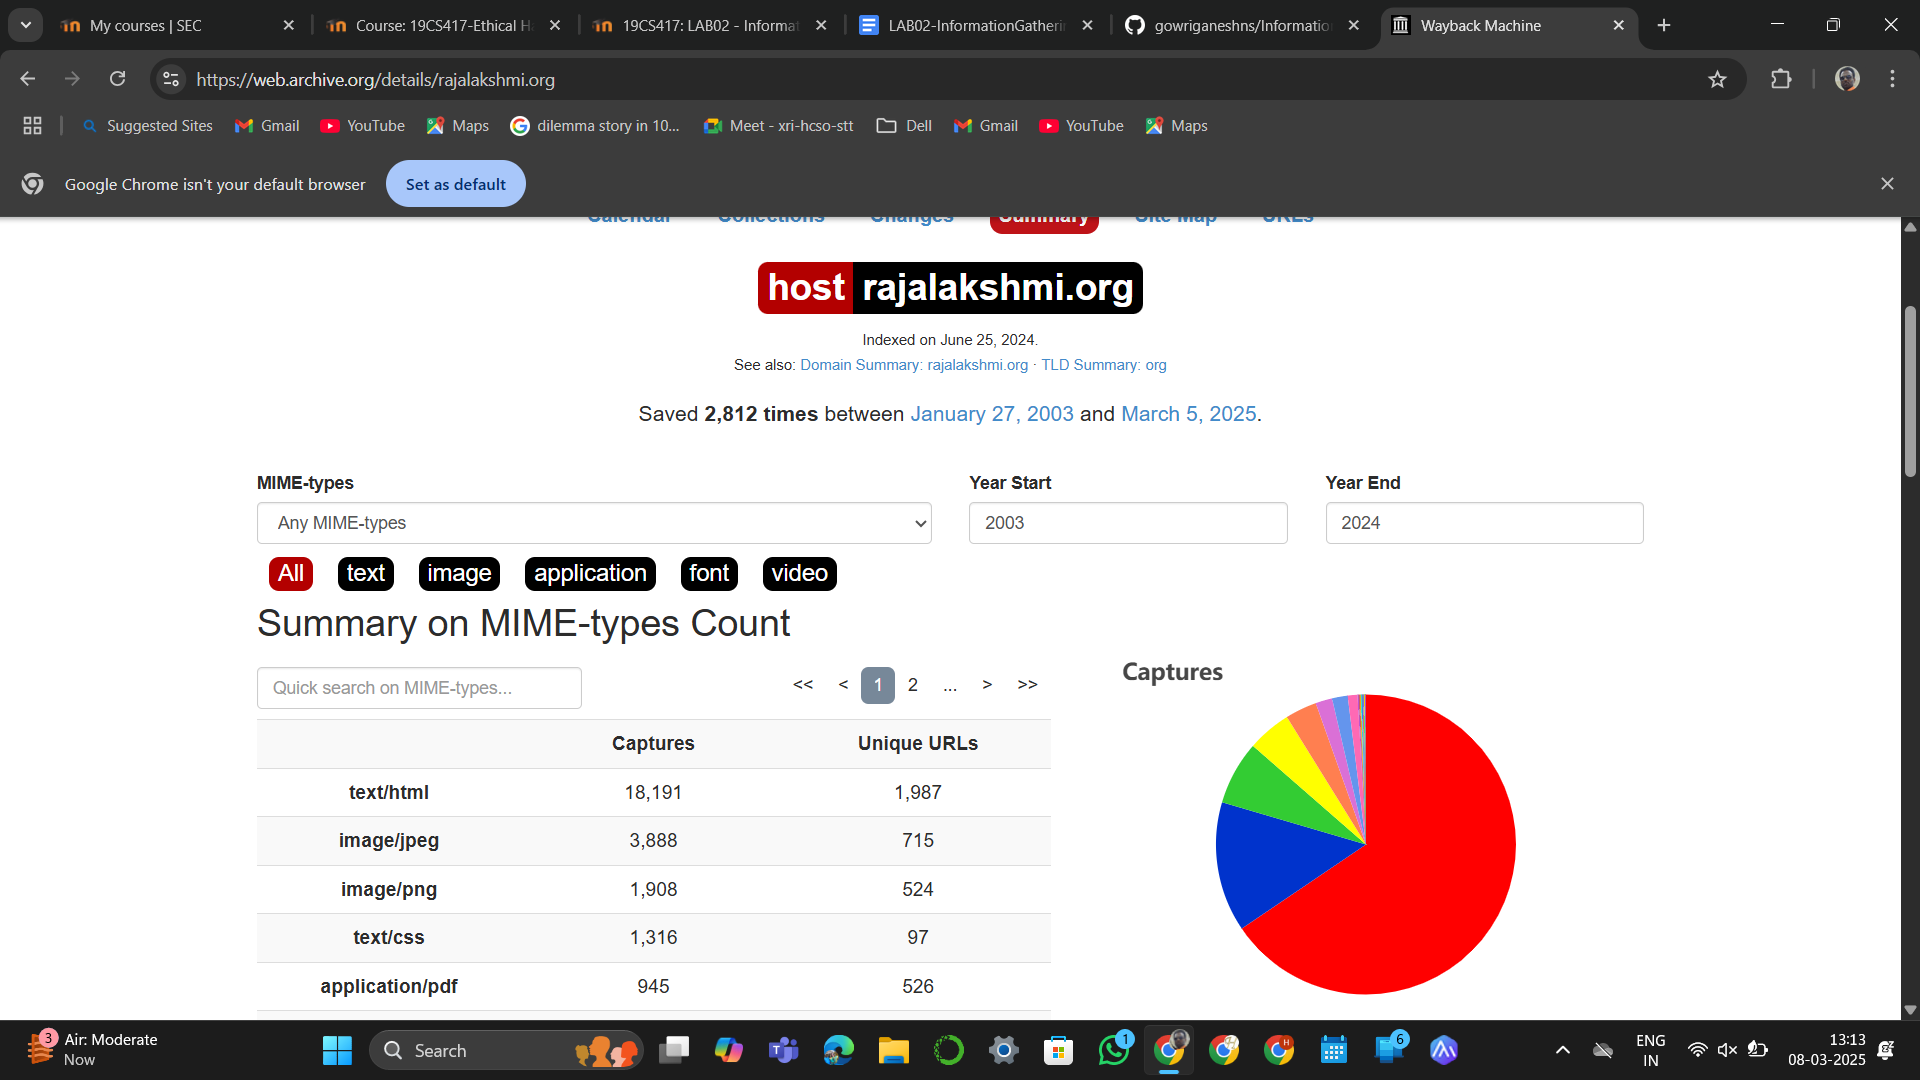 My courses | SEC
Course: 19CS417-Ethical H
19CS417: LAB02 - Informat
LAB02-InformationGatheri
gowriganeshns/Informatio
Wayback Machine
https://web.archive.org/details/rajalakshmi.org
Suggested Sites
Gmail
YouTube
Maps
dilemma story in 10...
Meet - xri-hcso-stt
Dell
Gmail
YouTube
Maps
Google Chrome isn't your default browser
Set as default
Calendar Collections Changes Summary Site Map URLs
host rajalakshmi.org
Indexed on June 25, 2024.
See also: Domain Summary: rajalakshmi.org · TLD Summary: org
Saved 2,812 times between January 27, 2003 and March 5, 2025.
MIME-types Year Start Year End
Any MIME-types 2003 2024
All text image application font video
Summary on MIME-types Count
Quick search on MIME-types...
<< < 1 2 ... > >>
Captures Unique URLs
text/html 18,191 1,987
image/jpeg 3,888 715
image/png 1,908 524
text/css 1,316 97
application/pdf 945 526
Captures
3
Air: Moderate
Now
Search
1
6
ENG
IN
13:13
08-03-2025